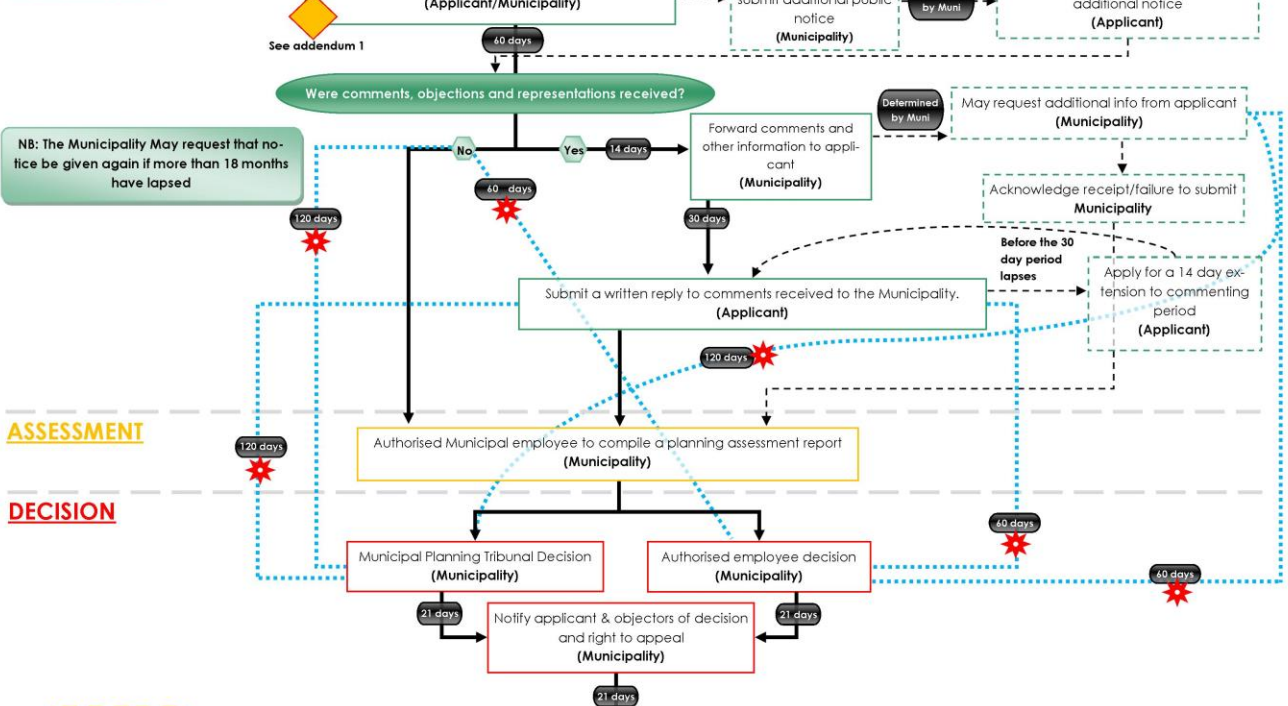 (Applicant/Municipality)
submit additional public
notice
(Municipality)
by Muni
additional notice
(Applicant)
See addendum 1
60 days
Were comments, objections and representations received?
NB: The Municipality May request that no-
tice be given again if more than 18 months
have lapsed
No
Yes
14 days
Forward comments and
other information to appli-
cant
(Municipality)
Determined
by Muni
May request additional info from applicant
(Municipality)
Acknowledge receipt/failure to submit
Municipality
60 days
120 days
30 days
Before the 30
day period
lapses
Apply for a 14 day ex-
tension to commenting
period
(Applicant)
Submit a written reply to comments received to the Municipality.
(Applicant)
120 days
ASSESSMENT
120 days
Authorised Municipal employee to compile a planning assessment report
(Municipality)
DECISION
60 days
Municipal Planning Tribunal Decision
(Municipality)
Authorised employee decision
(Municipality)
60 days
21 days
21 days
Notify applicant & objectors of decision
and right to appeal
(Municipality)
21 days